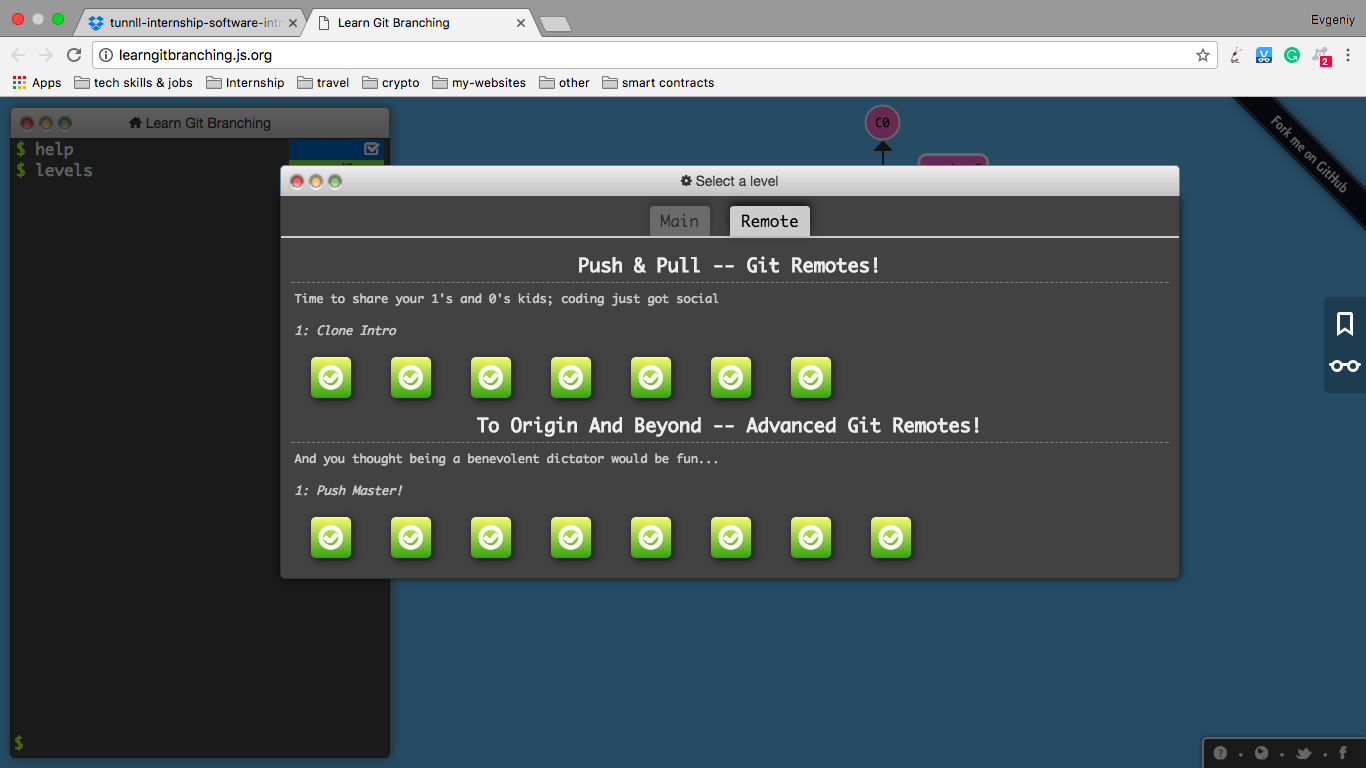 tunnll-internship-software-intr
Learn Git Branching
Evgeniy
learngitbranching.js.org
2
Apps
tech skills & jobs
Internship
travel
crypto
my-websites
other
smart contracts
Learn Git Branching
$ help
$ levels
C0
Fork me on GitHub
Select a level
Main
Remote
Push & Pull -- Git Remotes!
Time to share your 1's and 0's kids; coding just got social
1: Clone Intro
To Origin And Beyond -- Advanced Git Remotes!
And you thought being a benevolent dictator would be fun...
1: Push Master!
$